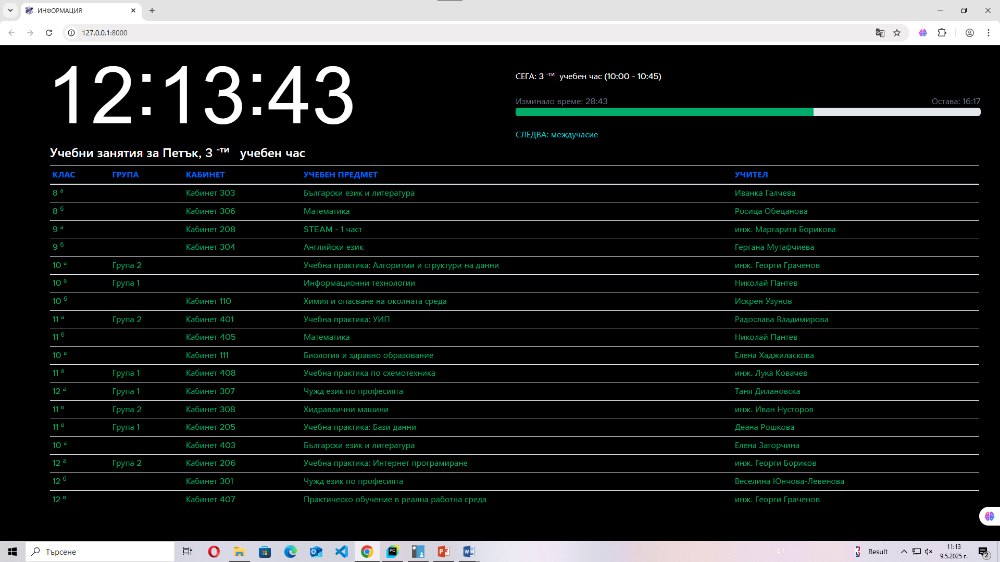 ИНФОРМАЦИЯ
127.0.0.1:8000
12:13:43
СЕГА: 3 -ти учебен час (10:00 - 10:45)
Изминало време: 28:43 Остава: 16:17
СЛЕДВА: междучасие
Учебни занятия за Петък, 3 -ти учебен час
КЛАС ГРУПА КАБИНЕТ УЧЕБЕН ПРЕДМЕТ УЧИТЕЛ
8 а Кабинет 303 Български език и литература Иванка Галчева
8 б Кабинет 306 Математика Росица Обецанова
9 а Кабинет 208 STEAM - 1 част инж. Маргарита Борикова
9 б Кабинет 304 Английски език Гергана Мутафчиева
10 а Група 2 Учебна практика: Алгоритми и структури на данни инж. Георги Граченов
10 а Група 1 Информационни технологии Николай Пантев
10 б Кабинет 110 Химия и опасване на околната среда Искрен Узунов
11 а Група 2 Кабинет 401 Учебна практика: УИП Радослава Владимирова
11 б Кабинет 405 Математика Николай Пантев
10 в Кабинет 111 Биология и здравно образование Елена Хаджиласкова
11 а Група 1 Кабинет 408 Учебна практика по схемотехника инж. Лука Ковачев
12 а Група 1 Кабинет 307 Чужд език по професията Таня Дилановска
11 в Група 2 Кабинет 308 Хидравлични машини инж. Иван Нусторов
11 в Група 1 Кабинет 205 Учебна практика: Бази данни Деана Рошкова
10 а Кабинет 403 Български език и литература Елена Загорчина
12 а Група 2 Кабинет 206 Учебна практика: Интернет програмиране инж. Георги Бориков
12 б Кабинет 301 Чужд език по професията Веселина Юнчова-Левенова
12 в Кабинет 407 Практическо обучение в реална работна среда инж. Георги Граченов
Търсене
EN
Result
11:13
9.5.2025 г.
2